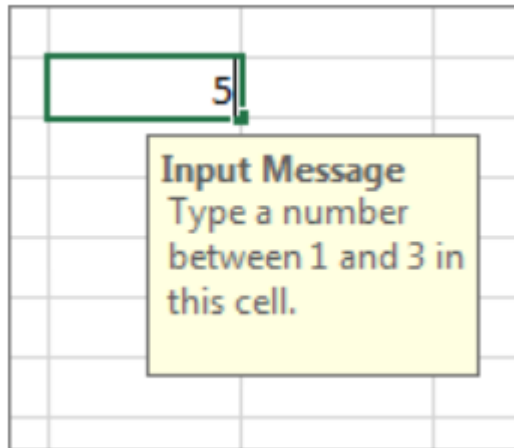 5
Input Message
Type a number
between 1 and 3 in
this cell.